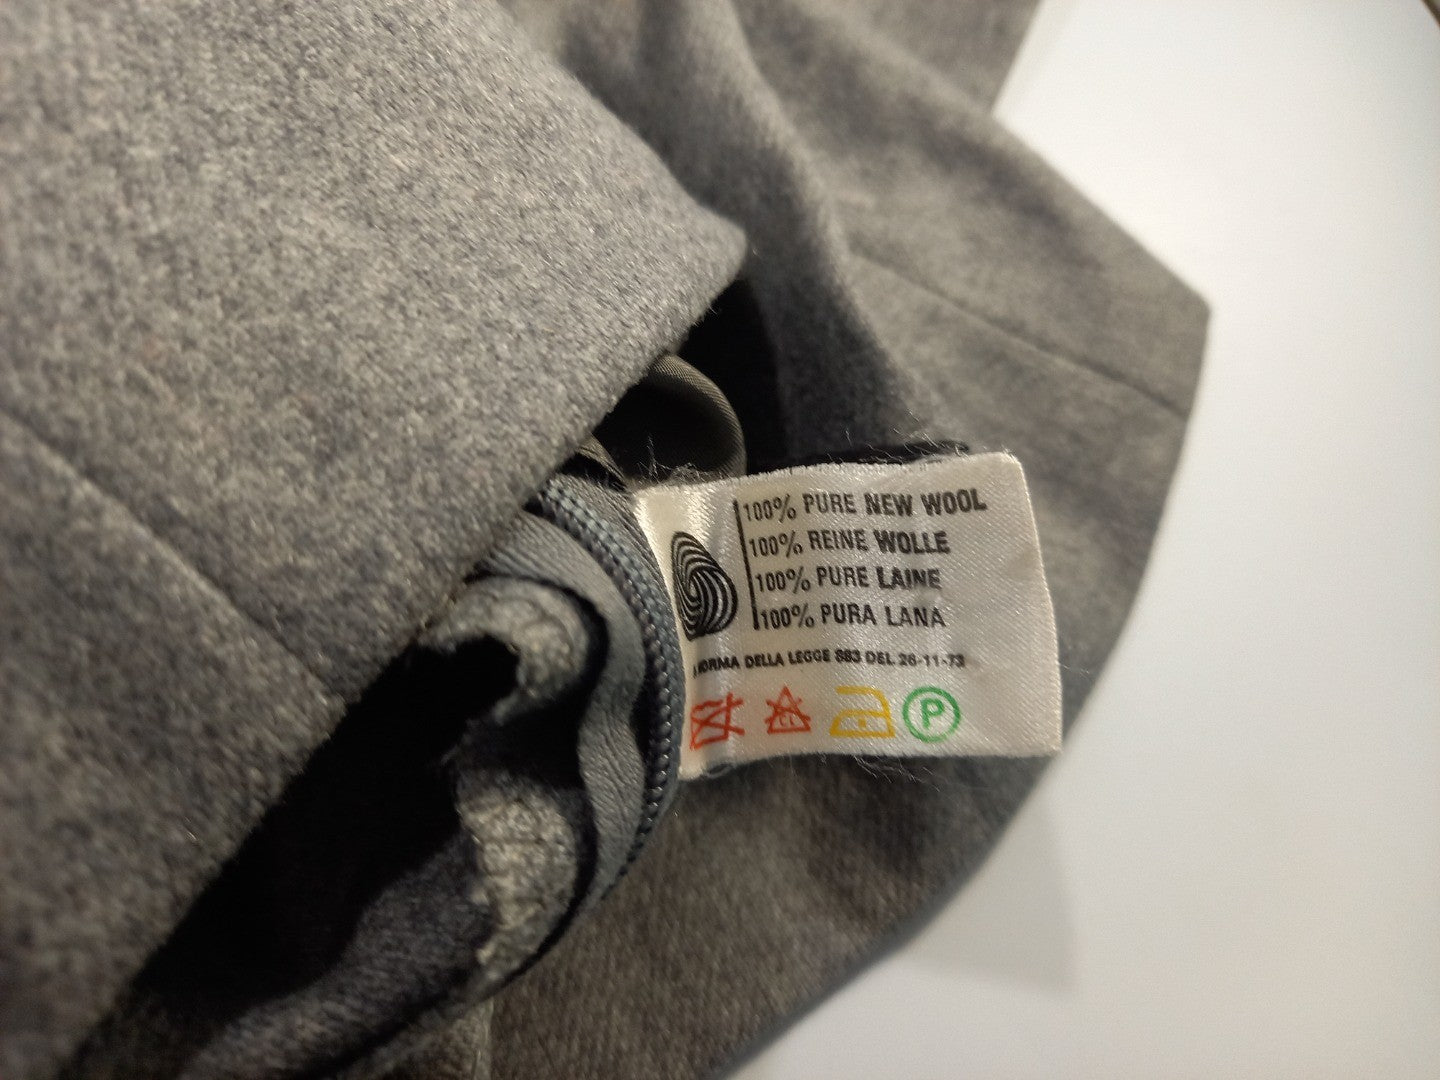 100% PURE NEW WOOL
100% REINE WOLLE
100% PURE LAINE
100% PURA LANA
NORMA DELLA LEGGE 883 DEL 26-11-73
CL P